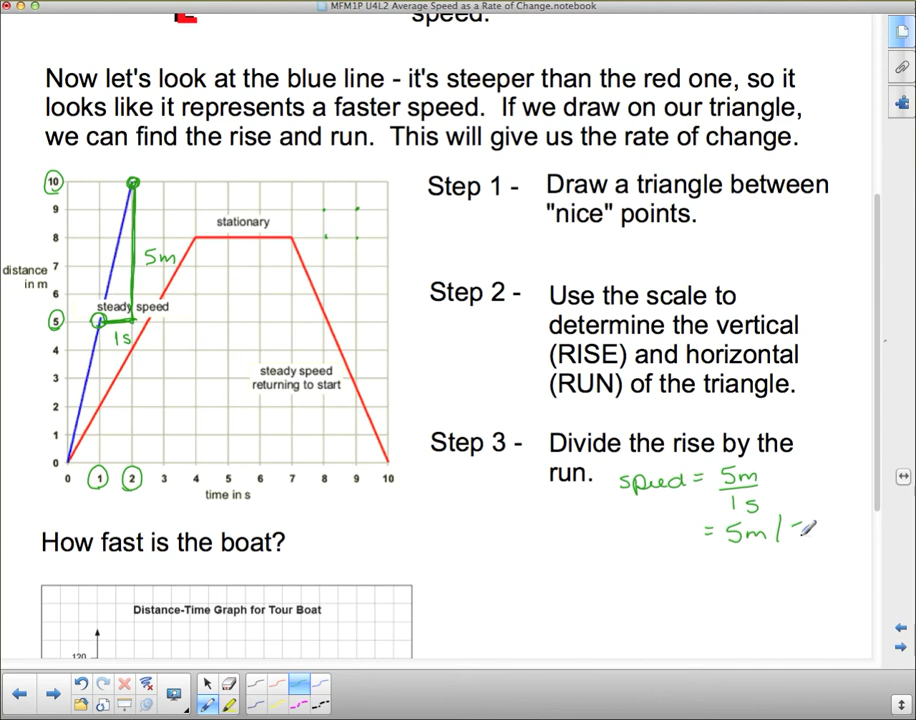 MFM1P U4L2 Average Speed as a Rate of Change.notebook
speed.
Now let's look at the blue line - it's steeper than the red one, so it
looks like it represents a faster speed. If we draw on our triangle,
we can find the rise and run. This will give us the rate of change.
10
9
8
7
6
5
4
3
2
1
0
distance
in m
stationary
5m
steady speed
1s
steady speed
returning to start
0 1 2 3 4 5 6 7 8 9 10
time in s
Step 1 - Draw a triangle between
"nice" points.
Step 2 - Use the scale to
determine the vertical
(RISE) and horizontal
(RUN) of the triangle.
Step 3 - Divide the rise by the
run.
speed = 5m
1s
= 5m/
How fast is the boat?
Distance-Time Graph for Tour Boat
120